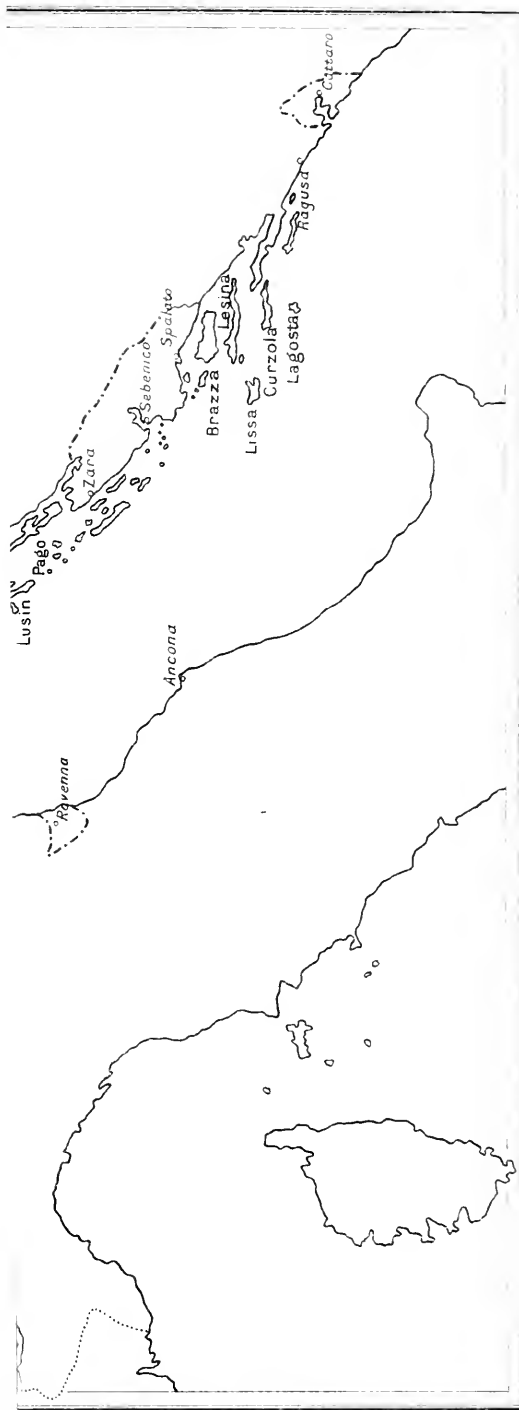 Lusin
Pago
Zara
Sebenico
Spalato
Brazza
Lesina
Lissa
Curzola
Lagosta
Ragusa
Cattaro
Ravenna
Ancona